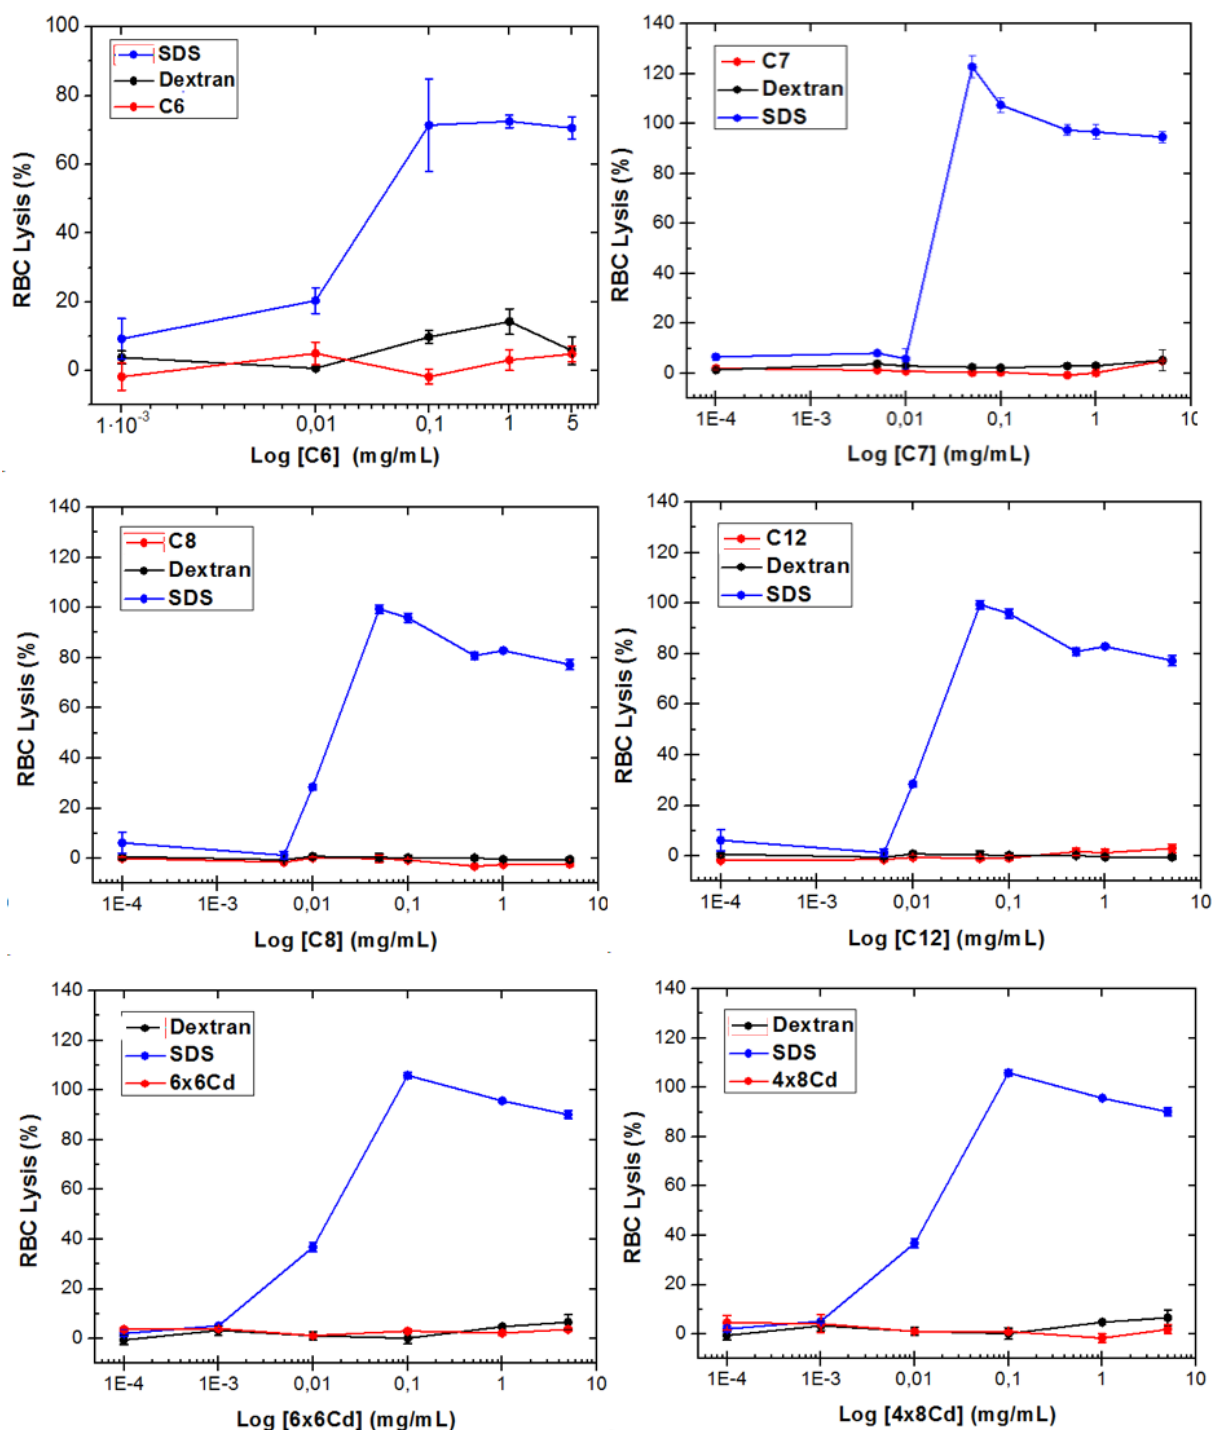 100
80
60
40
20
0
RBC Lysis (%)
SDS
Dextran
C6
1·10⁻³
0,01
0,1
1
5
Log [C6] (mg/mL)
140
120
100
80
60
40
20
0
RBC Lysis (%)
C7
Dextran
SDS
1E-4
1E-3
0,01
0,1
1
10
Log [C7] (mg/mL)
140
120
100
80
60
40
20
0
RBC Lysis (%)
C8
Dextran
SDS
1E-4
1E-3
0,01
0,1
1
10
Log [C8] (mg/mL)
140
120
100
80
60
40
20
0
RBC Lysis (%)
C12
Dextran
SDS
1E-4
1E-3
0,01
0,1
1
10
Log [C12] (mg/mL)
140
120
100
80
60
40
20
0
RBC Lysis (%)
Dextran
SDS
6x6Cd
1E-4
1E-3
0,01
0,1
1
10
Log [6x6Cd] (mg/mL)
140
120
100
80
60
40
20
0
RBC Lysis (%)
Dextran
SDS
4x8Cd
1E-4
1E-3
0,01
0,1
1
10
Log [4x8Cd] (mg/mL)